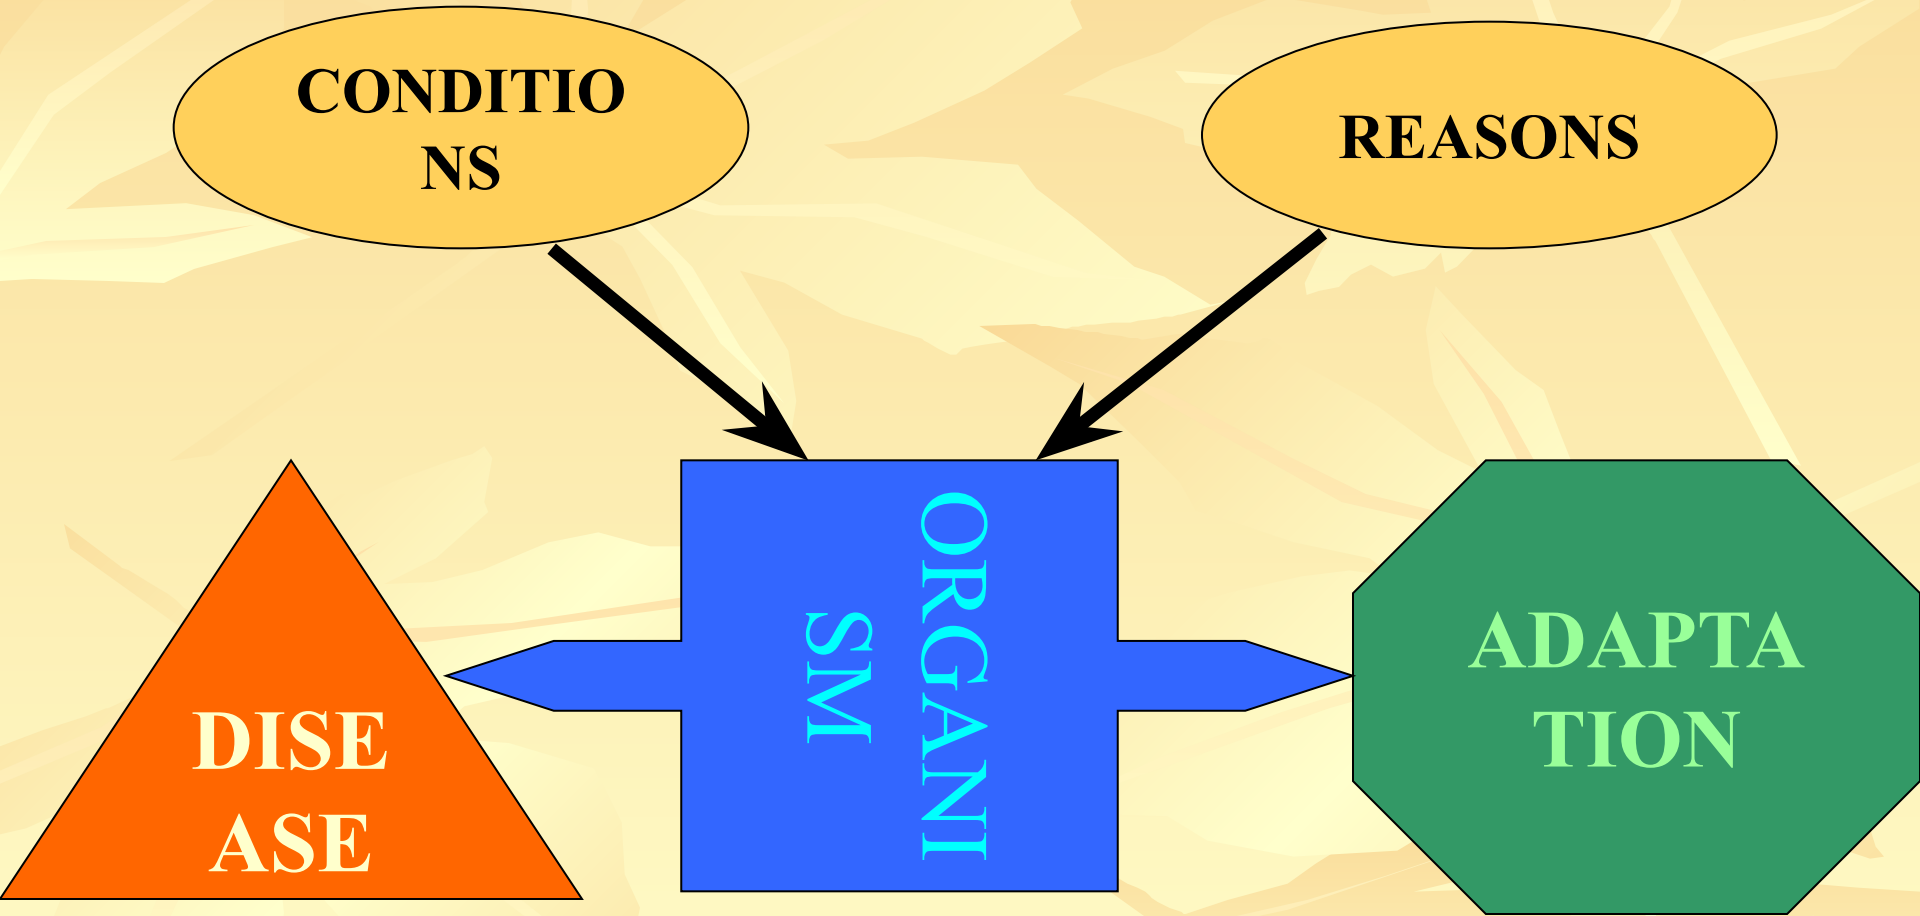 CONDITIO
NS
REASONS
DISE
ASE
ORGANI
SM
ADAPTA
TION